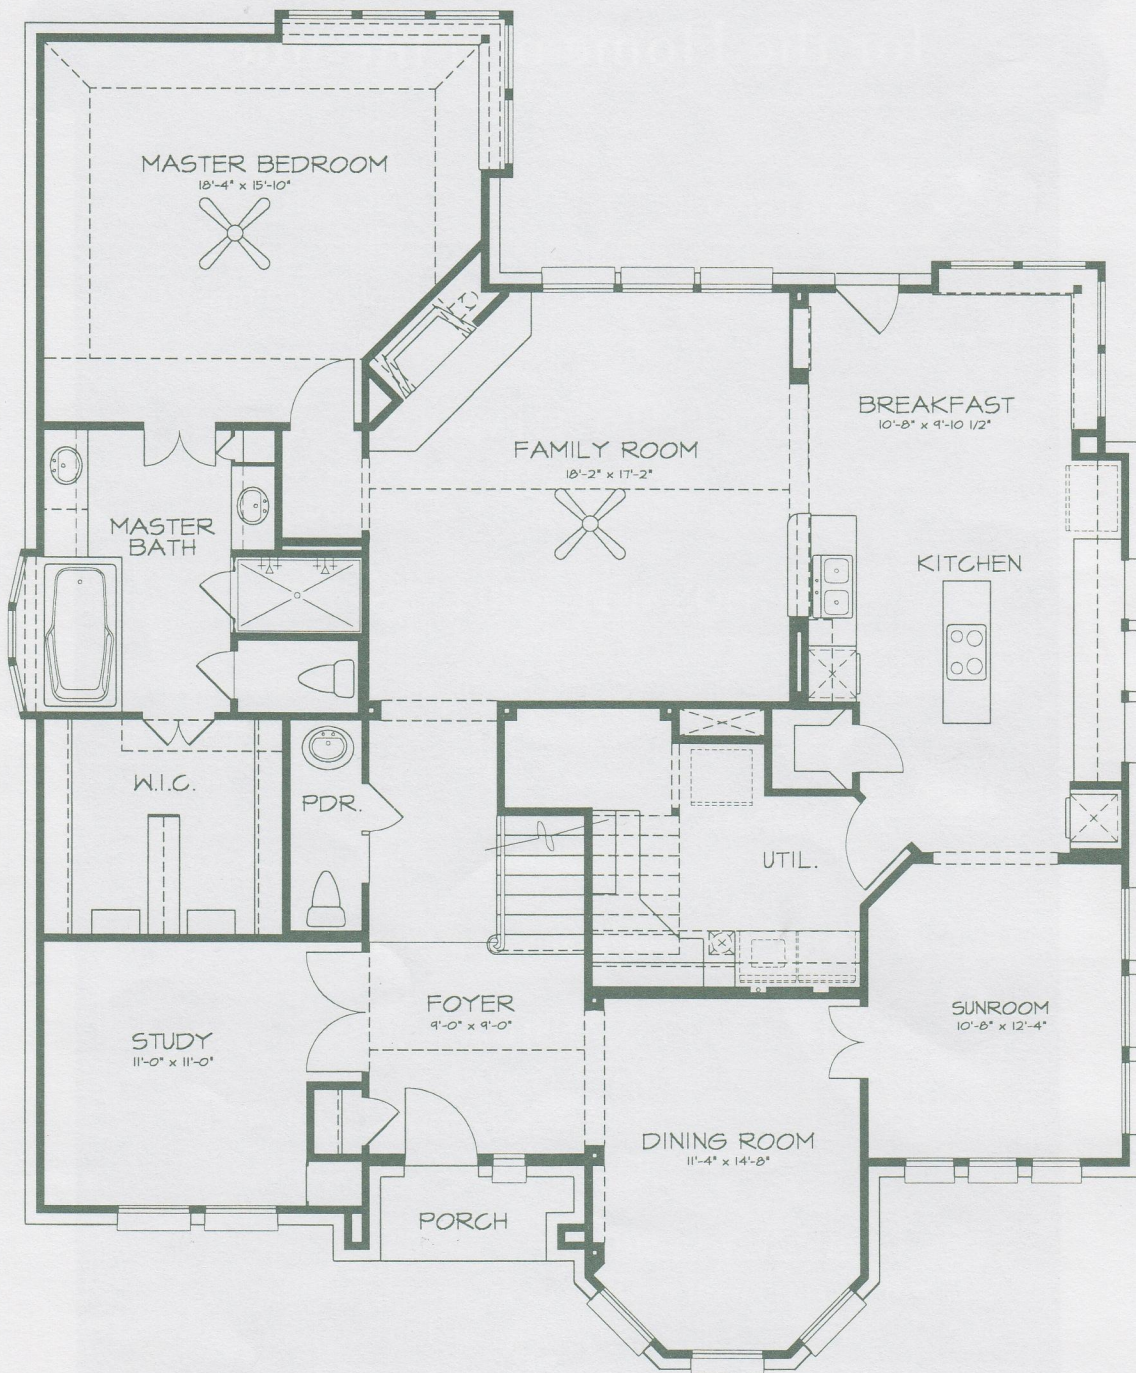 MASTER BEDROOM
18'-4" x 15'-10"
BREAKFAST
10'-8" x 9'-10 1/2"
FAMILY ROOM
18'-2" x 17'-2"
MASTER
BATH
KITCHEN
W.I.C.
PDR.
UTIL.
FOYER
9'-0" x 9'-0"
SUNROOM
10'-8" x 12'-4"
STUDY
11'-0" x 11'-0"
DINING ROOM
11'-4" x 14'-8"
PORCH